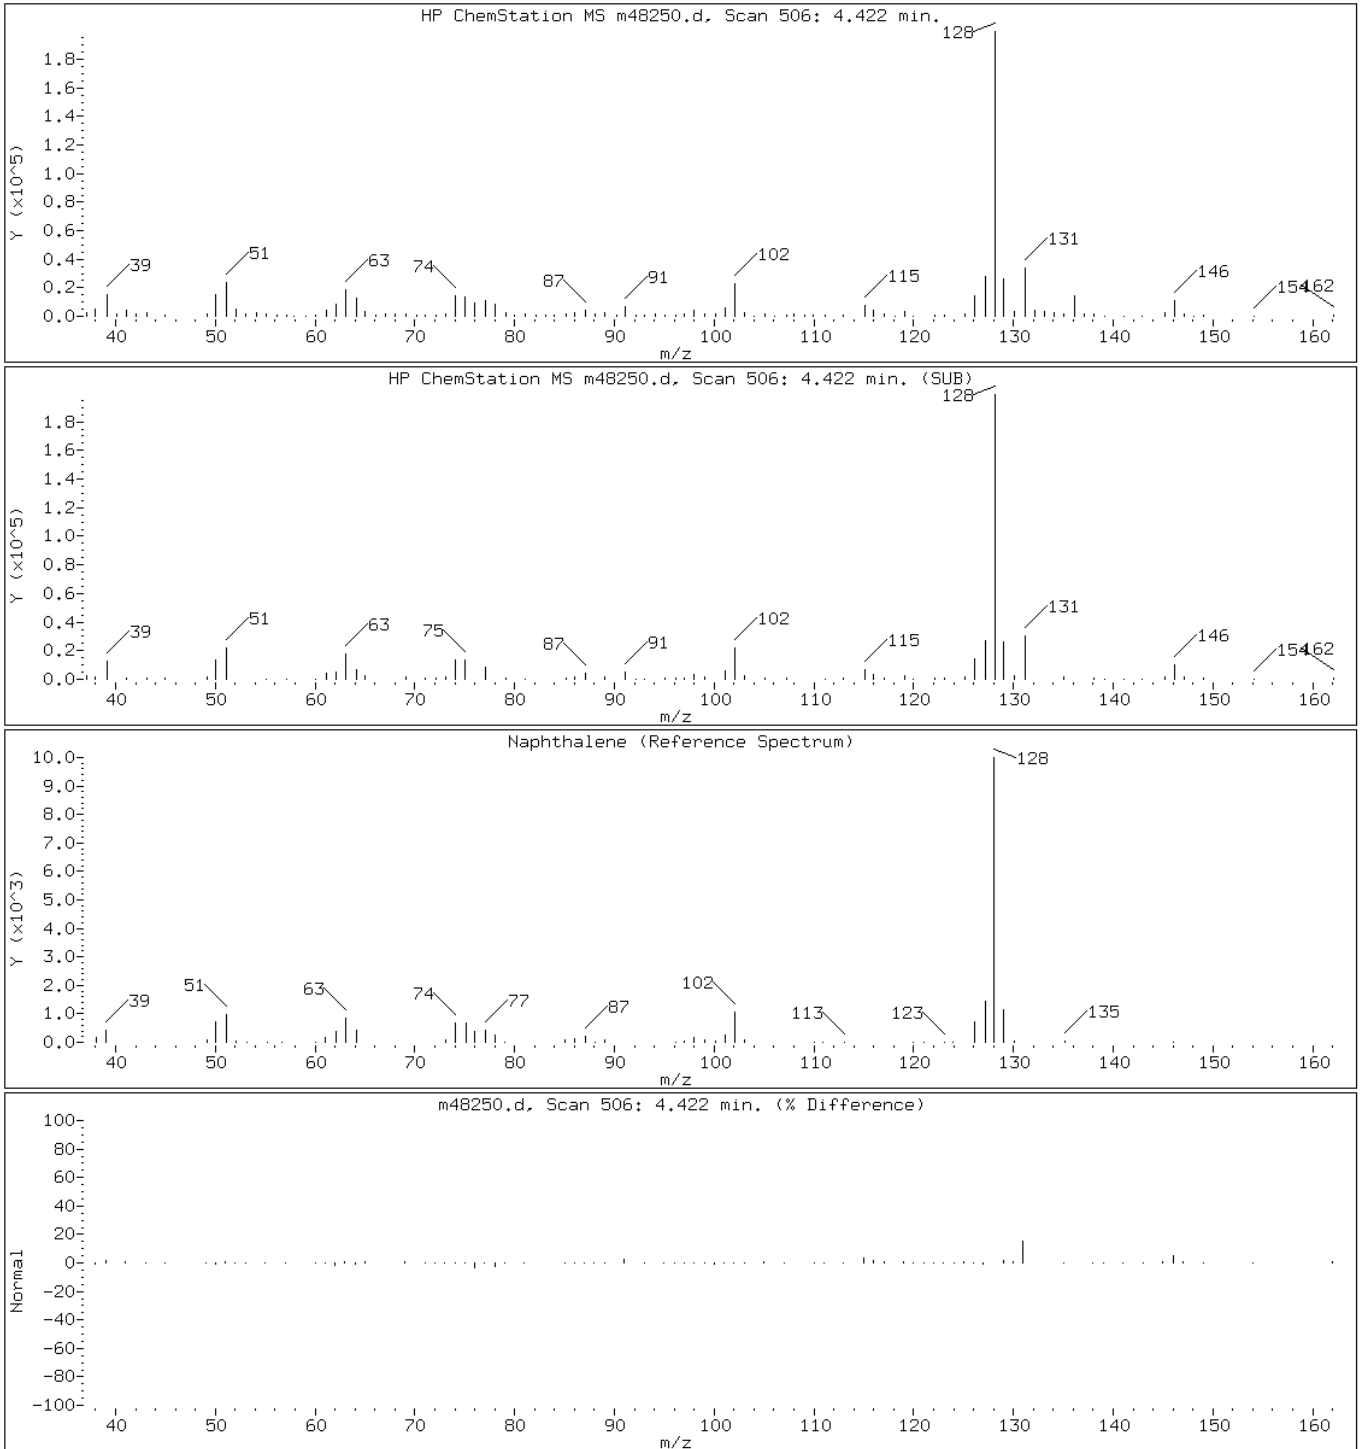 HP ChemStation MS m48250.d, Scan 506: 4.422 min.
128
1.8
1.6
1.4
1.2
1.0
0.8
0.6
0.4
0.2
0.0
Y (x10^5)
39 51 63 74 87 91 102 115 131 146 154 162
40 50 60 70 80 90 100 110 120 130 140 150 160
m/z
HP ChemStation MS m48250.d, Scan 506: 4.422 min. (SUB)
128
1.8
1.6
1.4
1.2
1.0
0.8
0.6
0.4
0.2
0.0
Y (x10^5)
39 51 63 75 87 91 102 115 131 146 154 162
40 50 60 70 80 90 100 110 120 130 140 150 160
m/z
Naphthalene (Reference Spectrum)
128
10.0
9.0
8.0
7.0
6.0
5.0
4.0
3.0
2.0
1.0
0.0
Y (x10^3)
39 51 63 74 77 87 102 113 123 135
40 50 60 70 80 90 100 110 120 130 140 150 160
m/z
m48250.d, Scan 506: 4.422 min. (% Difference)
100
80
60
40
20
0
-20
-40
-60
-80
-100
Normal
40 50 60 70 80 90 100 110 120 130 140 150 160
m/z